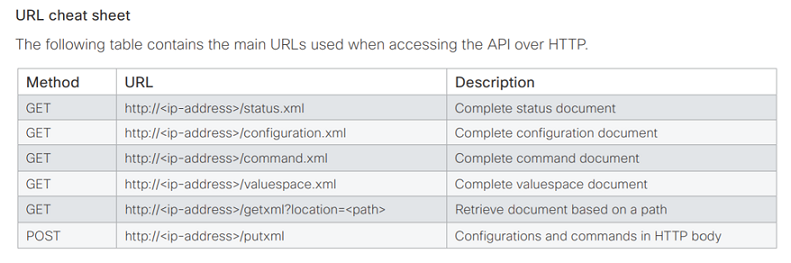 URL cheat sheet
The following table contains the main URLs used when accessing the API over HTTP.
Method URL Description
GET http://<ip-address>/status.xml Complete status document
GET http://<ip-address>/configuration.xml Complete configuration document
GET http://<ip-address>/command.xml Complete command document
GET http://<ip-address>/valuespace.xml Complete valuespace document
GET http://<ip-address>/getxml?location=<path> Retrieve document based on a path
POST http://<ip-address>/putxml Configurations and commands in HTTP body